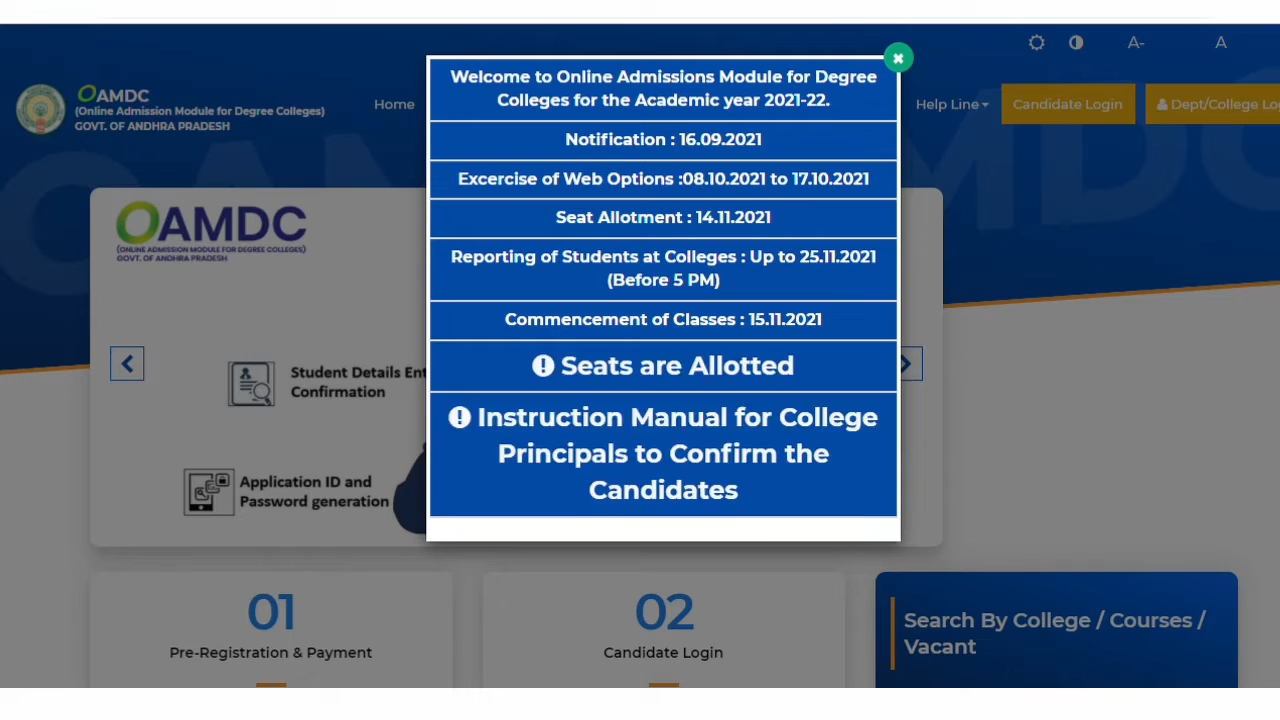 A-
A
OAMDC
(Online Admission Module for Degree Colleges)
GOVT. OF ANDHRA PRADESH
Home
Help Line
Candidate Login
Dept/College Lo
Welcome to Online Admissions Module for Degree
Colleges for the Academic year 2021-22.
Notification : 16.09.2021
Excercise of Web Options :08.10.2021 to 17.10.2021
Seat Allotment : 14.11.2021
Reporting of Students at Colleges : Up to 25.11.2021
(Before 5 PM)
Commencement of Classes : 15.11.2021
Seats are Allotted
Instruction Manual for College
Principals to Confirm the
Candidates
OAMDC
(ONLINE ADMISSION MODULE FOR DEGREE COLLEGES)
GOVT. OF ANDHRA PRADESH
Student Details Ent
Confirmation
Application ID and
Password generation
01
Pre-Registration & Payment
02
Candidate Login
Search By College / Courses /
Vacant